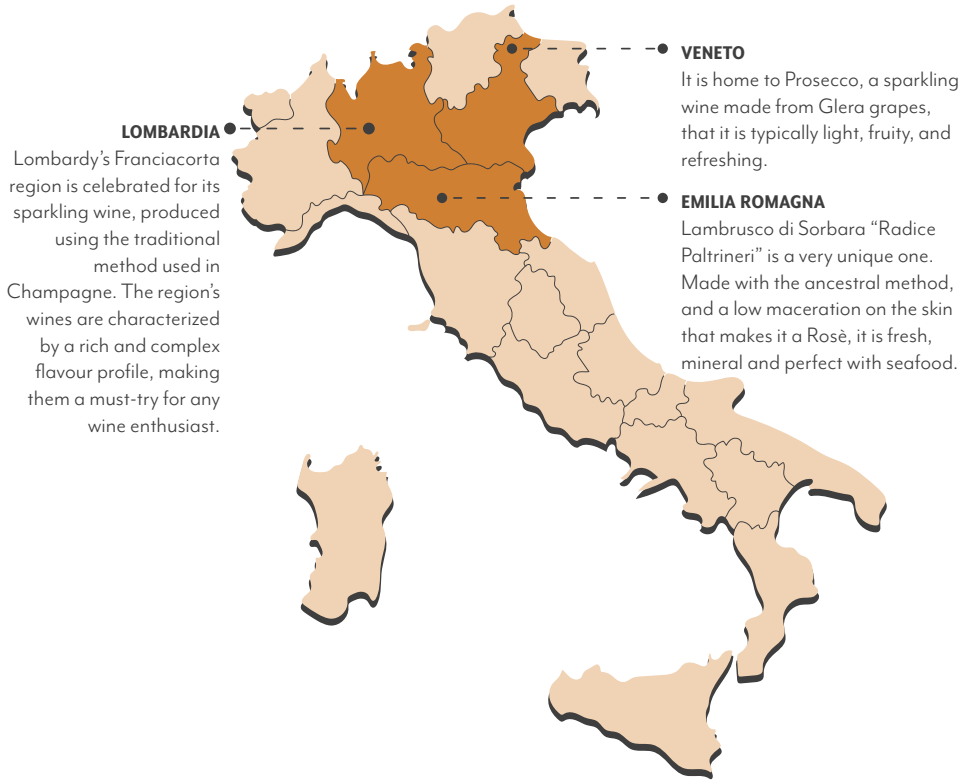 LOMBARDIA
Lombardy’s Franciacorta
region is celebrated for its
sparkling wine, produced
using the traditional
method used in
Champagne. The region’s
wines are characterized
by a rich and complex
flavour profile, making
them a must-try for any
wine enthusiast.
VENETO
It is home to Prosecco, a sparkling
wine made from Glera grapes,
that it is typically light, fruity, and
refreshing.
EMILIA ROMAGNA
Lambrusco di Sorbara “Radice
Paltrineri” is a very unique one.
Made with the ancestral method,
and a low maceration on the skin
that makes it a Rosè, it is fresh,
mineral and perfect with seafood.